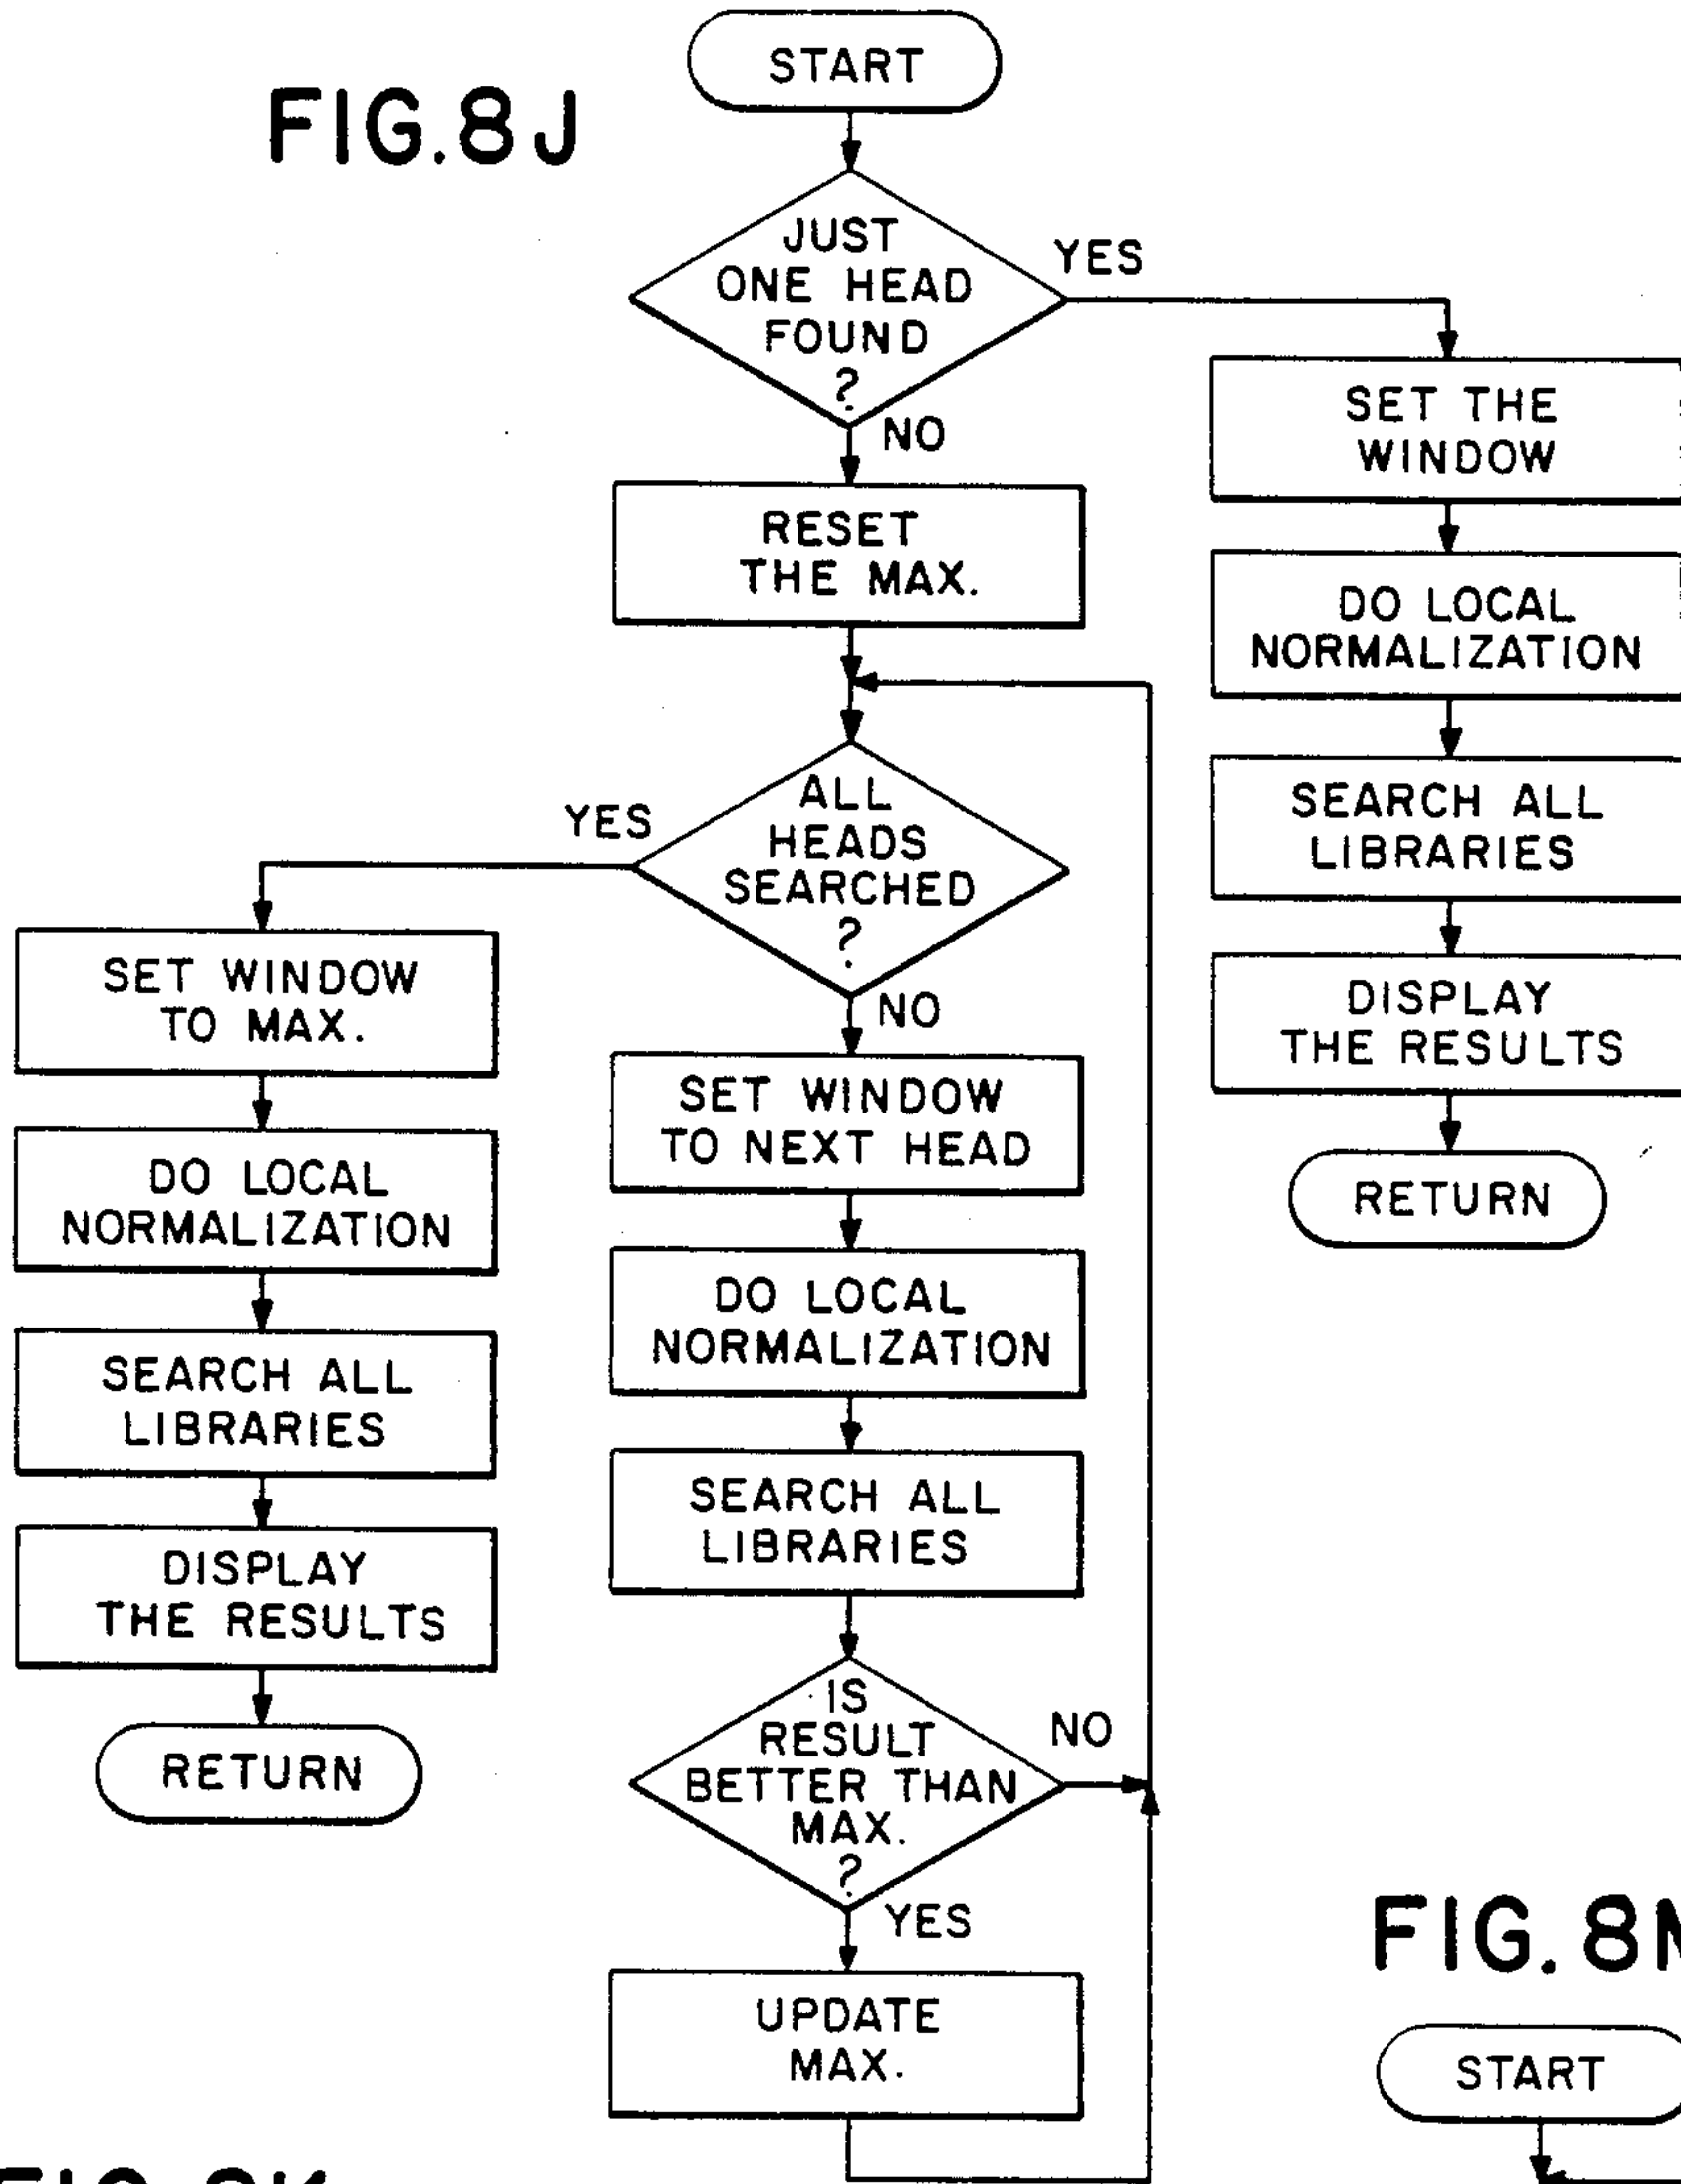 FIG.8J
START
JUST
ONE HEAD
FOUND
?
YES
NO
SET THE
WINDOW
DO LOCAL
NORMALIZATION
SEARCH ALL
LIBRARIES
DISPLAY
THE RESULTS
RETURN
RESET
THE MAX.
ALL
HEADS
SEARCHED
?
YES
NO
SET WINDOW
TO MAX.
DO LOCAL
NORMALIZATION
SEARCH ALL
LIBRARIES
DISPLAY
THE RESULTS
RETURN
SET WINDOW
TO NEXT HEAD
DO LOCAL
NORMALIZATION
SEARCH ALL
LIBRARIES
IS
RESULT
BETTER THAN
MAX.
?
NO
YES
UPDATE
MAX.
FIG. 8
START